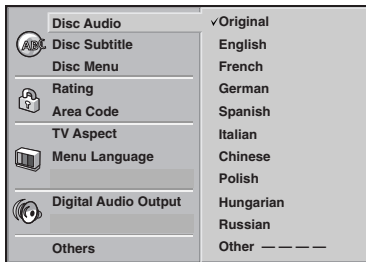 Disc Audio
ABC
Disc Subtitle
Disc Menu
Rating
Area Code
TV Aspect
Menu Language
Digital Audio Output
Others
✓Original
English
French
German
Spanish
Italian
Chinese
Polish
Hungarian
Russian
Other — — — —